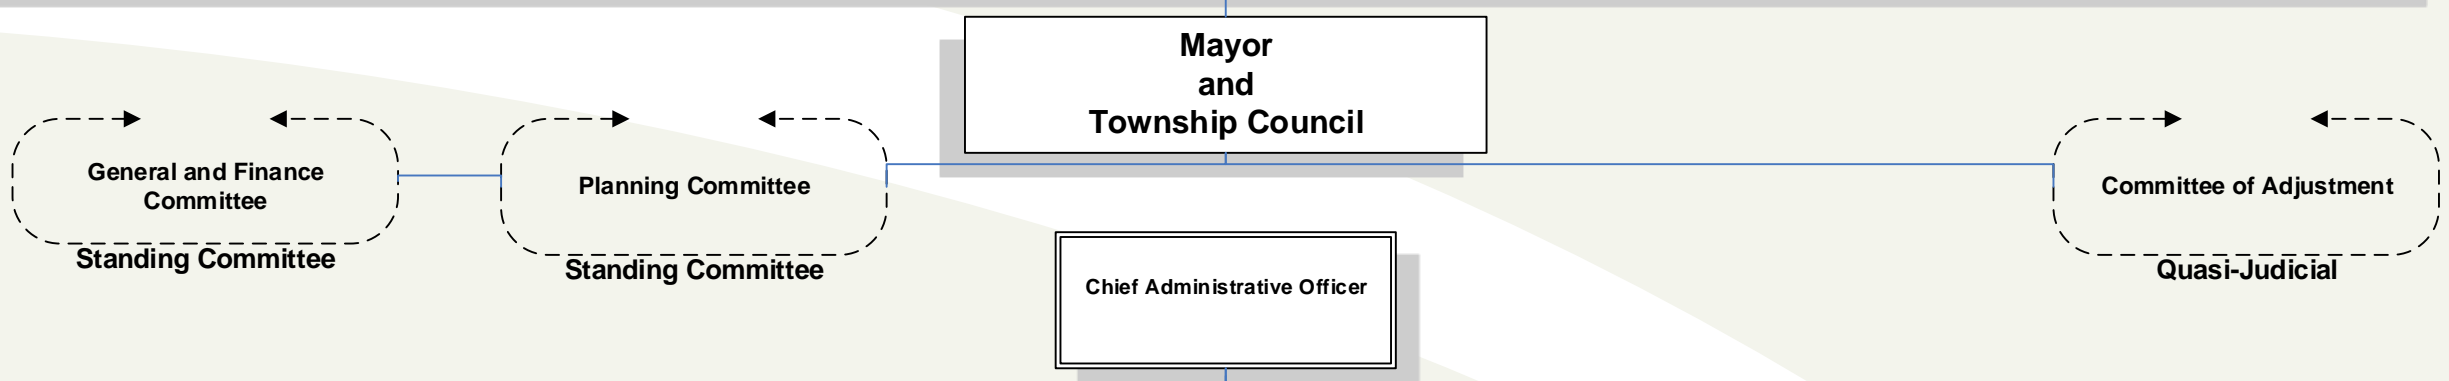 Mayor
and
Township Council
General and Finance
Committee
Standing Committee
Planning Committee
Standing Committee
Committee of Adjustment
Quasi-Judicial
Chief Administrative Officer